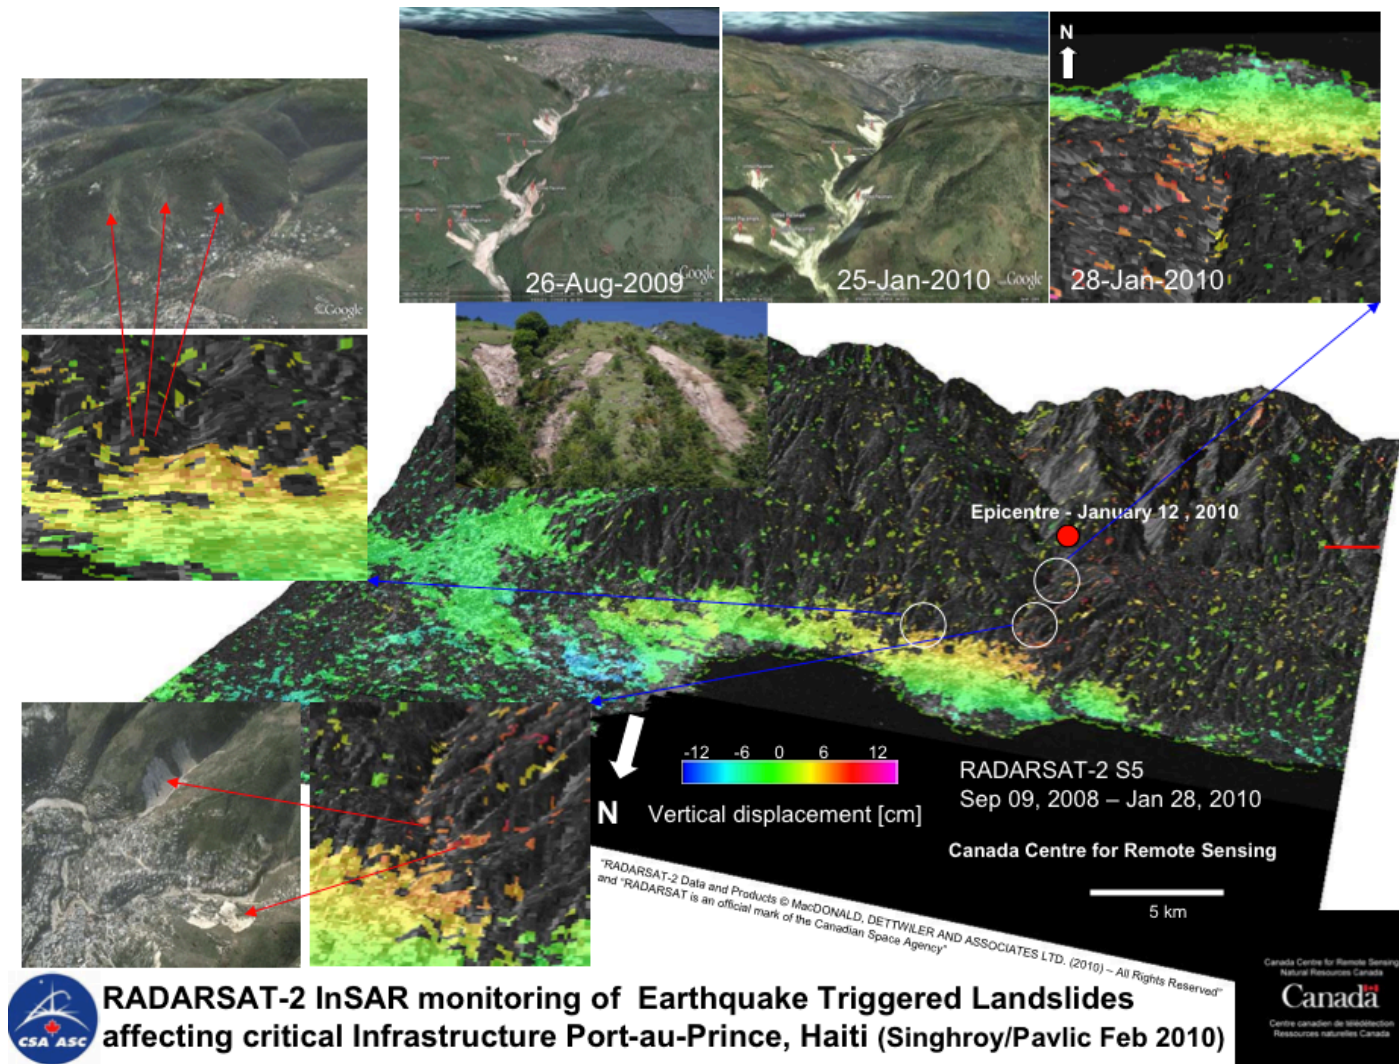 26-Aug-2009
Google
25-Jan-2010
Google
N
28-Jan-2010
Google
Epicentre - January 12 , 2010
N
-12 -6 0 6 12
Vertical displacement [cm]
RADARSAT-2 S5
Sep 09, 2008 – Jan 28, 2010
Canada Centre for Remote Sensing
5 km
"RADARSAT-2 Data and Products © MacDONALD, DETTWILER AND ASSOCIATES LTD. (2010) – All Rights Reserved"
and "RADARSAT is an official mark of the Canadian Space Agency"
CSA ASC
RADARSAT-2 InSAR monitoring of Earthquake Triggered Landslides
affecting critical Infrastructure Port-au-Prince, Haiti (Singhroy/Pavlic Feb 2010)
Canada Centre for Remote Sensing
Natural Resources Canada
Canada
Centre canadien de télédétection
Ressources naturelles Canada